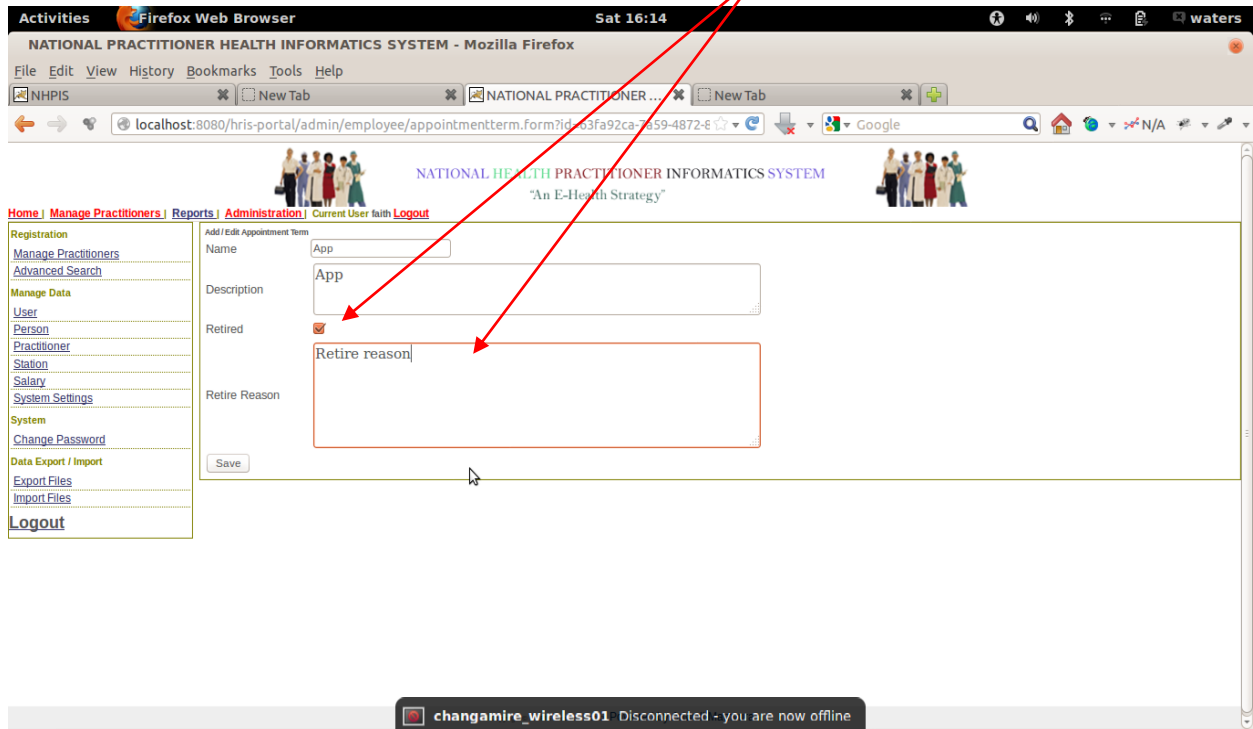 Activities Firefox Web Browser Sat 16:14 waters
NATIONAL PRACTITIONER HEALTH INFORMATICS SYSTEM - Mozilla Firefox
File Edit View History Bookmarks Tools Help
NHPIS New Tab NATIONAL PRACTITIONER ... New Tab
localhost:8080/hris-portal/admin/employee/appointmentterm.form?id=63fa92ca-7a59-4872-8 Google N/A
NATIONAL HEALTH PRACTITIONER INFORMATICS SYSTEM
"An E-Health Strategy"
Home | Manage Practitioners | Reports | Administration | Current User faith Logout
Registration
Manage Practitioners
Advanced Search
Manage Data
User
Person
Practitioner
Station
Salary
System Settings
System
Change Password
Data Export / Import
Export Files
Import Files
Logout
Add / Edit Appointment Term
Name App
Description App
Retired
Retire Reason Retire reason
Save
changamire_wireless01 Disconnected - you are now offline